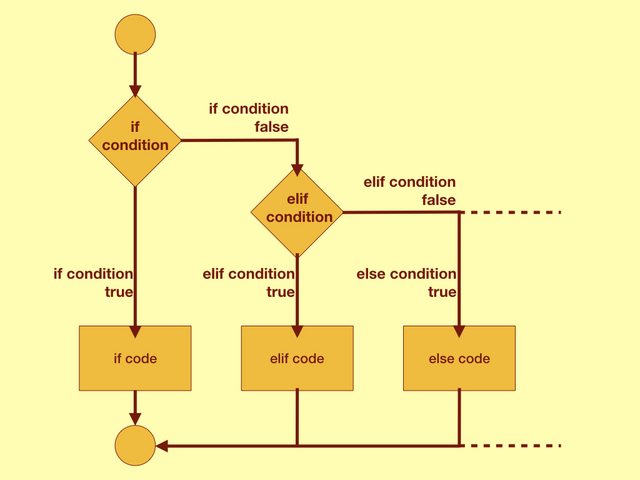 if condition
false
if
condition
elif condition
false
elif
condition
if condition
true
elif condition
true
else condition
true
if code
elif code
else code